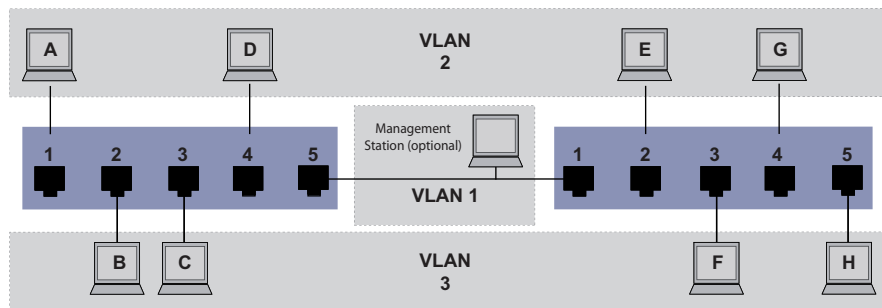 A
D
VLAN
2
E
G
1
2
3
4
5
Management
Station (optional)
VLAN 1
1
2
3
4
5
B
C
VLAN
3
F
H